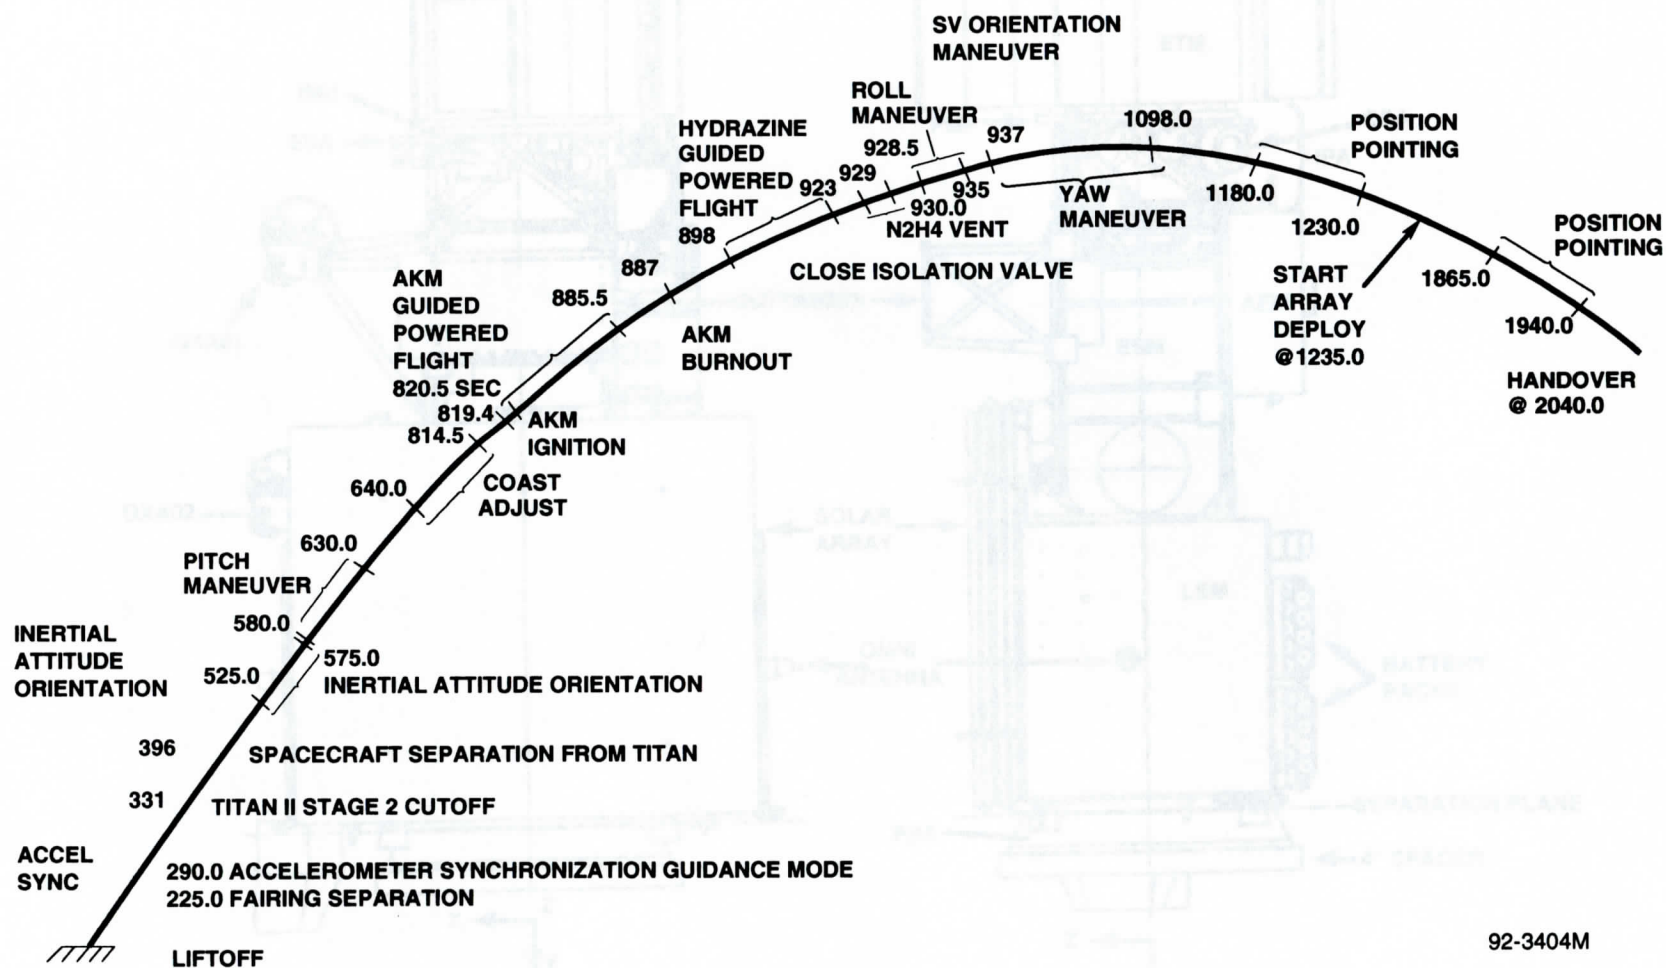 SV ORIENTATION
MANEUVER
ROLL
MANEUVER
HYDRAZINE
GUIDED
POWERED
FLIGHT
898
923
929
928.5
937
1098.0
POSITION
POINTING
935
930.0
N2H4 VENT
YAW
MANEUVER
1180.0
1230.0
POSITION
POINTING
CLOSE ISOLATION VALVE
START
ARRAY
DEPLOY
@1235.0
1865.0
1940.0
HANDOVER
@ 2040.0
887
885.5
AKM
BURNOUT
AKM
GUIDED
POWERED
FLIGHT
820.5 SEC
819.4
814.5
AKM
IGNITION
COAST
ADJUST
640.0
630.0
PITCH
MANEUVER
580.0
INERTIAL
ATTITUDE
ORIENTATION
525.0
575.0
INERTIAL ATTITUDE ORIENTATION
396
SPACECRAFT SEPARATION FROM TITAN
331
TITAN II STAGE 2 CUTOFF
ACCEL
SYNC
290.0 ACCELEROMETER SYNCHRONIZATION GUIDANCE MODE
225.0 FAIRING SEPARATION
LIFTOFF
92-3404M
SOLAR
ARRAY
BATTERY
SEPARATION PLANE